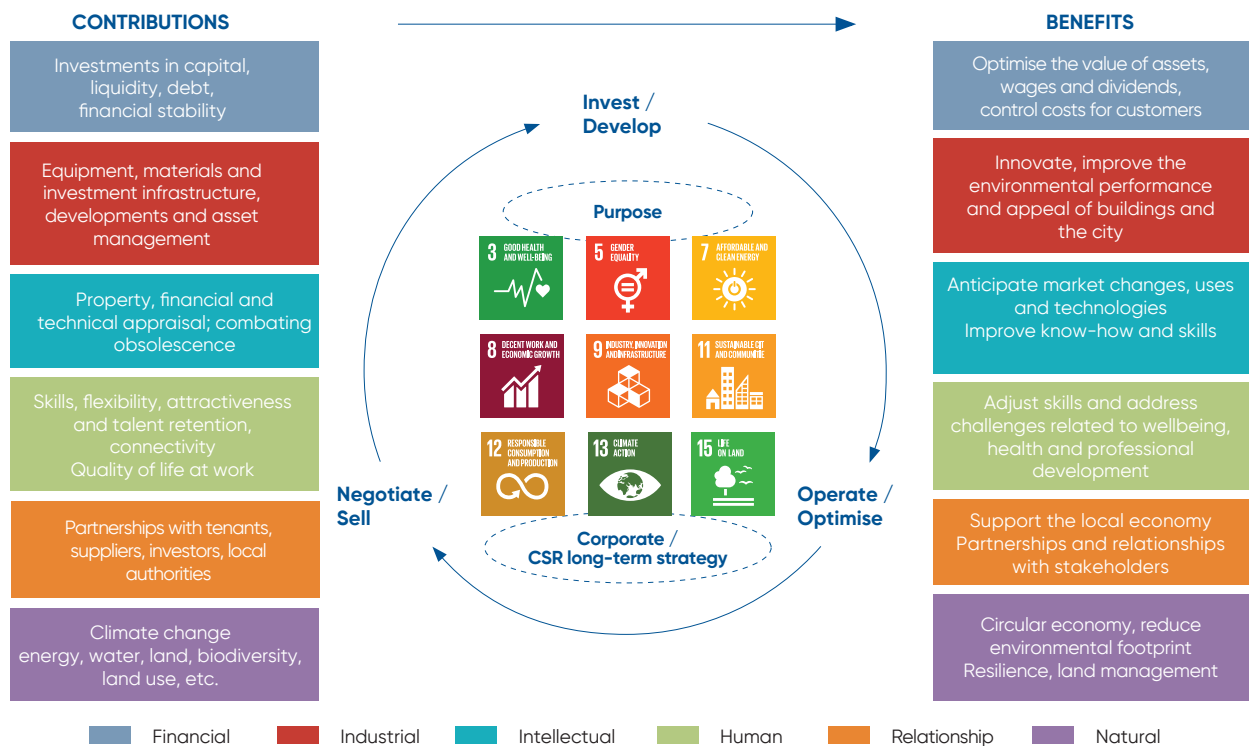 CONTRIBUTIONS
Investments in capital,
liquidity, debt,
financial stability
Equipment, materials and
investment infrastructure,
developments and asset
management
Property, financial and
technical appraisal; combating
obsolescence
Skills, flexibility, attractiveness
and talent retention,
connectivity
Quality of life at work
Partnerships with tenants,
suppliers, investors, local
authorities
Climate change
energy, water, land, biodiversity,
land use, etc.
Invest /
Develop
Purpose
3 GOOD HEALTH
AND WELL-BEING
5 GENDER
EQUALITY
7 AFFORDABLE AND
CLEAN ENERGY
8 DECENT WORK AND
ECONOMIC GROWTH
9 INDUSTRY, INNOVATION
AND INFRASTRUCTURE
11 SUSTAINABLE CIT
AND COMMUNITIE
12 RESPONSIBLE
CONSUMPTION
AND PRODUCTION
13 CLIMATE
ACTION
15 LIFE
ON LAND
Negotiate /
Sell
Operate /
Optimise
Corporate /
CSR long-term strategy
BENEFITS
Optimise the value of assets,
wages and dividends,
control costs for customers
Innovate, improve the
environmental performance
and appeal of buildings and
the city
Anticipate market changes, uses
and technologies
Improve know-how and skills
Adjust skills and address
challenges related to wellbeing,
health and professional
development
Support the local economy
Partnerships and relationships
with stakeholders
Circular economy, reduce
environmental footprint
Resilience, land management
Financial
Industrial
Intellectual
Human
Relationship
Natural